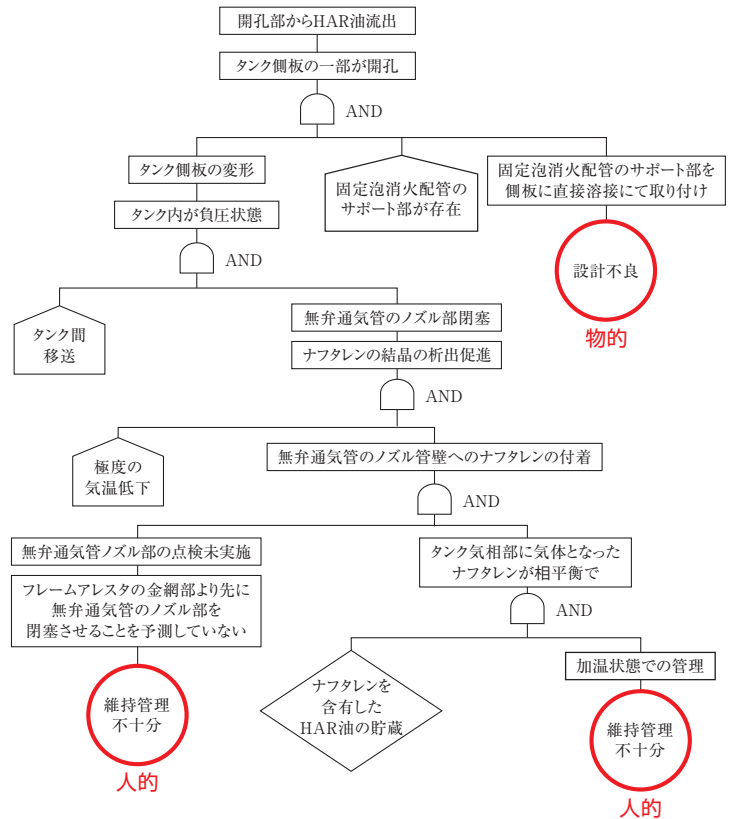 開孔部からHAR油流出
タンク側板の一部が開孔
AND
タンク側板の変形
固定泡消火配管の
サポート部が存在
固定泡消火配管のサポート部を
側板に直接溶接にて取り付け
タンク内が負圧状態
設計不良
物的
AND
タンク間
移送
無弁通気管のノズル部閉塞
ナフタレンの結晶の析出促進
AND
極度の
気温低下
無弁通気管のノズル管壁へのナフタレンの付着
AND
無弁通気管ノズル部の点検未実施
フレームアレスタの金網部より先に
無弁通気管のノズル部を
閉塞させることを予測していない
タンク気相部に気体となった
ナフタレンが相平衡で
AND
維持管理
不十分
人的
ナフタレンを
含有した
HAR油の貯蔵
加温状態での管理
維持管理
不十分
人的